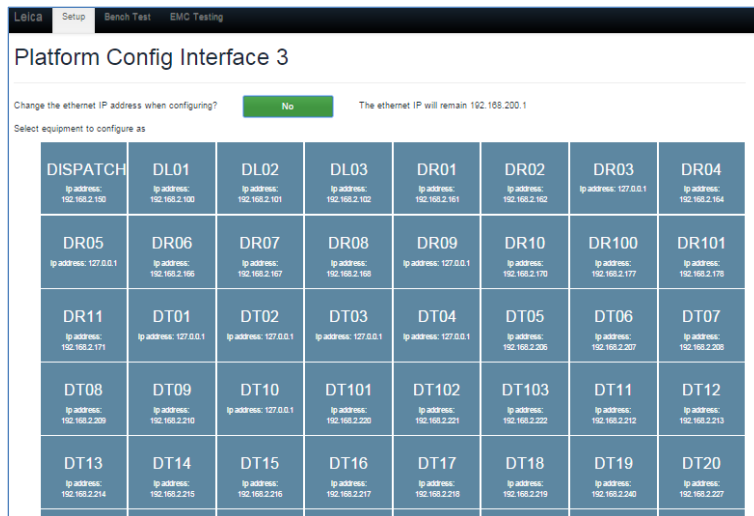 Leica Setup Bench Test EMC Testing
Platform Config Interface 3
Change the ethernet IP address when configuring? No The ethernet IP will remain 192.168.200.1
Select equipment to configure as
DISPATCH DL01 DL02 DL03 DR01 DR02 DR03 DR04
Ip address: Ip address: Ip address: Ip address: Ip address: Ip address: Ip address: 127.0.0.1 Ip address:
192.168.2.150 192.168.2.100 192.168.2.101 192.168.2.102 192.168.2.161 192.168.2.162 192.168.2.164
DR05 DR06 DR07 DR08 DR09 DR10 DR100 DR101
Ip address: 127.0.0.1 Ip address: Ip address: Ip address: Ip address: 127.0.0.1 Ip address: Ip address: Ip address:
192.168.2.166 192.168.2.167 192.168.2.168 192.168.2.170 192.168.2.177 192.168.2.178
DR11 DT01 DT02 DT03 DT04 DT05 DT06 DT07
Ip address: Ip address: 127.0.0.1 Ip address: 127.0.0.1 Ip address: 127.0.0.1 Ip address: 127.0.0.1 Ip address: Ip address: Ip address:
192.168.2.171 192.168.2.206 192.168.2.207 192.168.2.208
DT08 DT09 DT10 DT101 DT102 DT103 DT11 DT12
Ip address: Ip address: Ip address: 127.0.0.1 Ip address: Ip address: Ip address: Ip address: Ip address:
192.168.2.209 192.168.2.210 192.168.2.220 192.168.2.221 192.168.2.222 192.168.2.212 192.168.2.213
DT13 DT14 DT15 DT16 DT17 DT18 DT19 DT20
Ip address: Ip address: Ip address: Ip address: Ip address: Ip address: Ip address: Ip address:
192.168.2.214 192.168.2.215 192.168.2.216 192.168.2.217 192.168.2.218 192.168.2.219 192.168.2.240 192.168.2.227